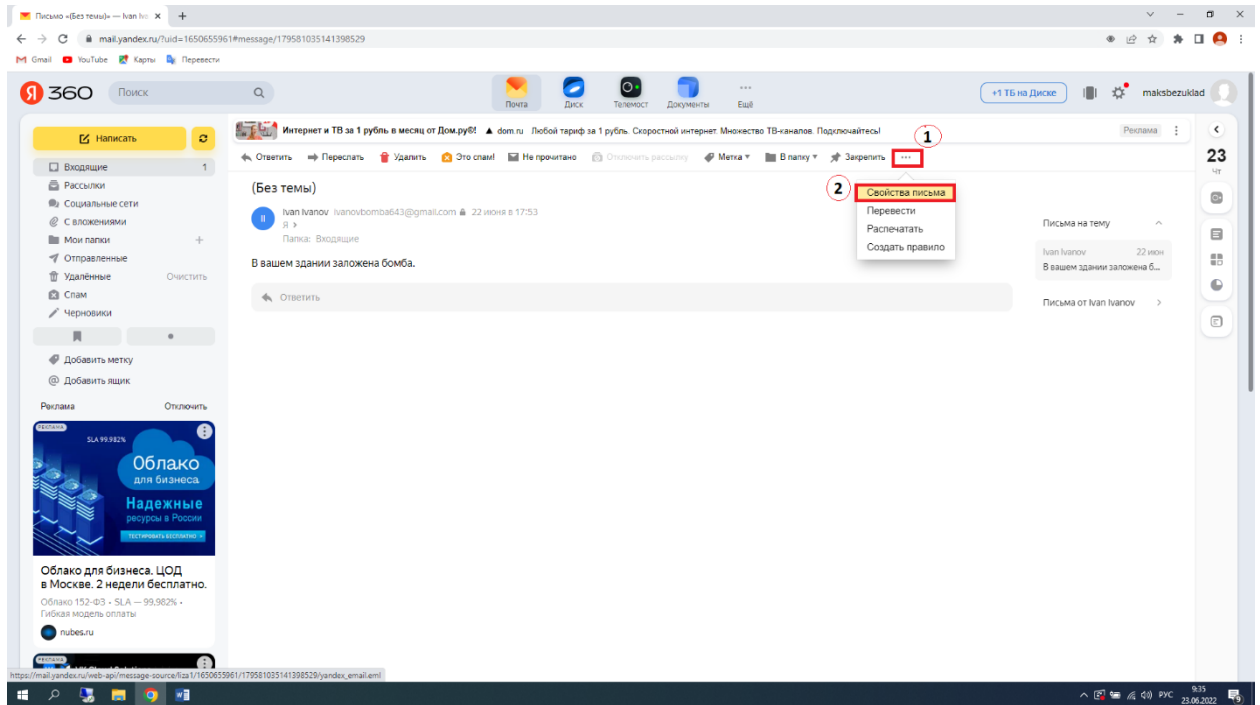 Письмо «(Без темы)» — Ivan Ivo
mail.yandex.ru/?uid=1650655961#message/179581035141398529
Gmail YouTube Карты Перевести
Я 360 Поиск
Почта Диск Телемост Документы Ещё
+1 ТБ на Диске maksbezuklad
Написать
Интернет и ТВ за 1 рубль в месяц от Дом.ру6! dom.ru Любой тариф за 1 рубль. Скоростной интернет. Множество ТВ-каналов. Подключайтесь! Реклама
1
Ответить Переслать Удалить Это спам! Не прочитано Отключить рассылку Метка В папку Закрепить ...
23
чт
Входящие 1
Рассылки
Социальные сети
С вложениями
Мои папки +
Отправленные
Удалённые Очистить
Спам
Черновики
Добавить метку
Добавить ящик
(Без темы)
II
Ivan Ivanov ivanovbomba643@gmail.com 22 июня в 17:53
Я >
Папка: Входящие
В вашем здании заложена бомба.
Ответить
2
Свойства письма
Перевести
Распечатать
Создать правило
Письма на тему
Ivan Ivanov 22 июн
В вашем здании заложена б...
Письма от Ivan Ivanov >
Реклама Отключить
РЕКЛАМА
SLA 99.982%
Облако
для бизнеса
Надежные
ресурсы в России
ТЕСТИРОВАТЬ БЕСПЛАТНО >
Облако для бизнеса. ЦОД
в Москве. 2 недели бесплатно.
Облако 152-ФЗ • SLA — 99.982% •
Гибкая модель оплаты
nubes.ru
РЕКЛАМА
https://mail.yandex.ru/web-api/message-source/liza1/1650655961/179581035141398529/yandex_email.eml
РУС
9:35
23.06.2022